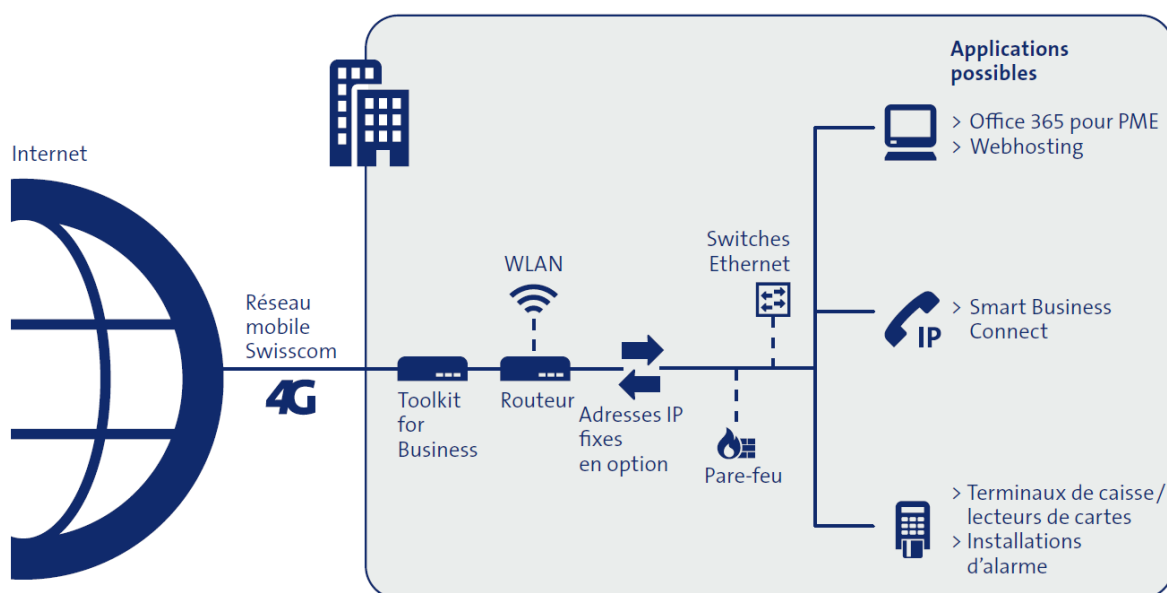 Internet
Réseau
mobile
Swisscom
4G
Toolkit
for
Business
WLAN
Routeur
Adresses IP
fixes
en option
Switches
Ethernet
Pare-feu
Applications
possibles
> Office 365 pour PME
> Webhosting
IP
> Smart Business
Connect
> Terminaux de caisse/
lecteurs de cartes
> Installations
d’alarme